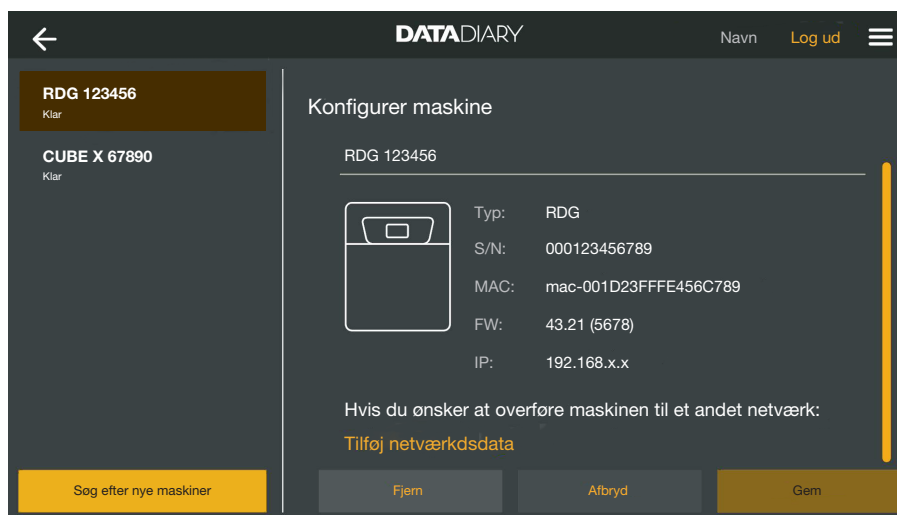 DATADIARY
Navn
Log ud
RDG 123456
Klar
CUBE X 67890
Klar
Søg efter nye maskiner
Konfigurer maskine
RDG 123456
Typ: RDG
S/N: 000123456789
MAC: mac-001D23FFFE456C789
FW: 43.21 (5678)
IP: 192.168.x.x
Hvis du ønsker at overføre maskinen til et andet netværk:
Tilføj netværkdsdata
Fjern
Afbryd
Gem